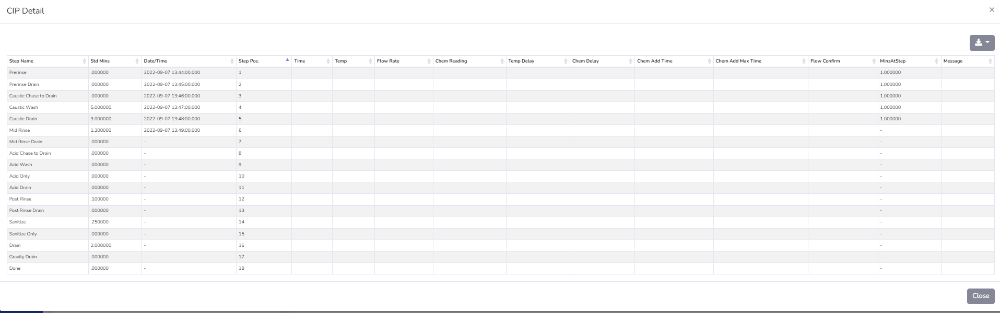 CIP Detail
×
Step Name Std Mins Date/Time Step Pos. Time Temp Flow Rate Chem Reading Temp Delay Chem Delay Chem Add Time Chem Add Max Time Flow Confirm MinzAtStep Message
Prerinse .000000 2022-09-07 13:44:00.000 1 1.000000
Prerinse Drain .000000 2022-09-07 13:45:00.000 2 1.000000
Caustic Chase to Drain .000000 2022-09-07 13:46:00.000 3 1.000000
Caustic Wash 5.000000 2022-09-07 13:47:00.000 4 1.000000
Caustic Drain 3.000000 2022-09-07 13:48:00.000 5 1.000000
Mid Rinse 1.300000 2022-09-07 13:49:00.000 6 -
Mid Rinse Drain .000000 - 7 -
Acid Chase to Drain .000000 - 8 -
Acid Wash .000000 - 9 -
Acid Only .000000 - 10 -
Acid Drain .000000 - 11 -
Post Rinse .100000 - 12 -
Post Rinse Drain .000000 - 13 -
Sanitize .250000 - 14 -
Sanitize Only .000000 - 15 -
Drain 2.000000 - 16 -
Gravity Drain .000000 - 17 -
Done .000000 - 18 -
Close